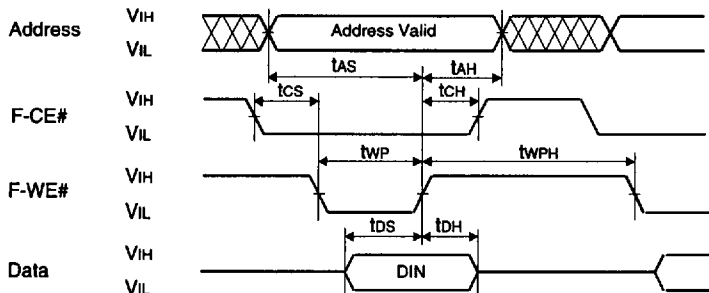 Address VIH Address Valid
VIL
tAS tAH
F-CE# VIH tCS tCH
VIL
tWP tWPH
F-WE# VIH
VIL
tDS tDH
Data VIH DIN
VIL